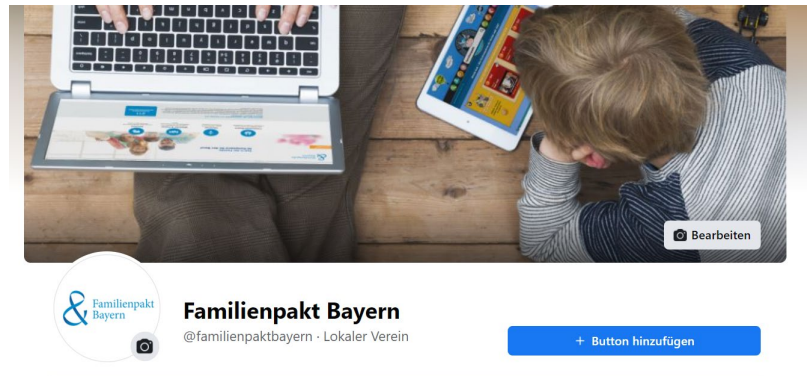 Bearbeiten
Familienpakt
Bayern
Familienpakt Bayern
@familienpaktbayern · Lokaler Verein
+ Button hinzufügen